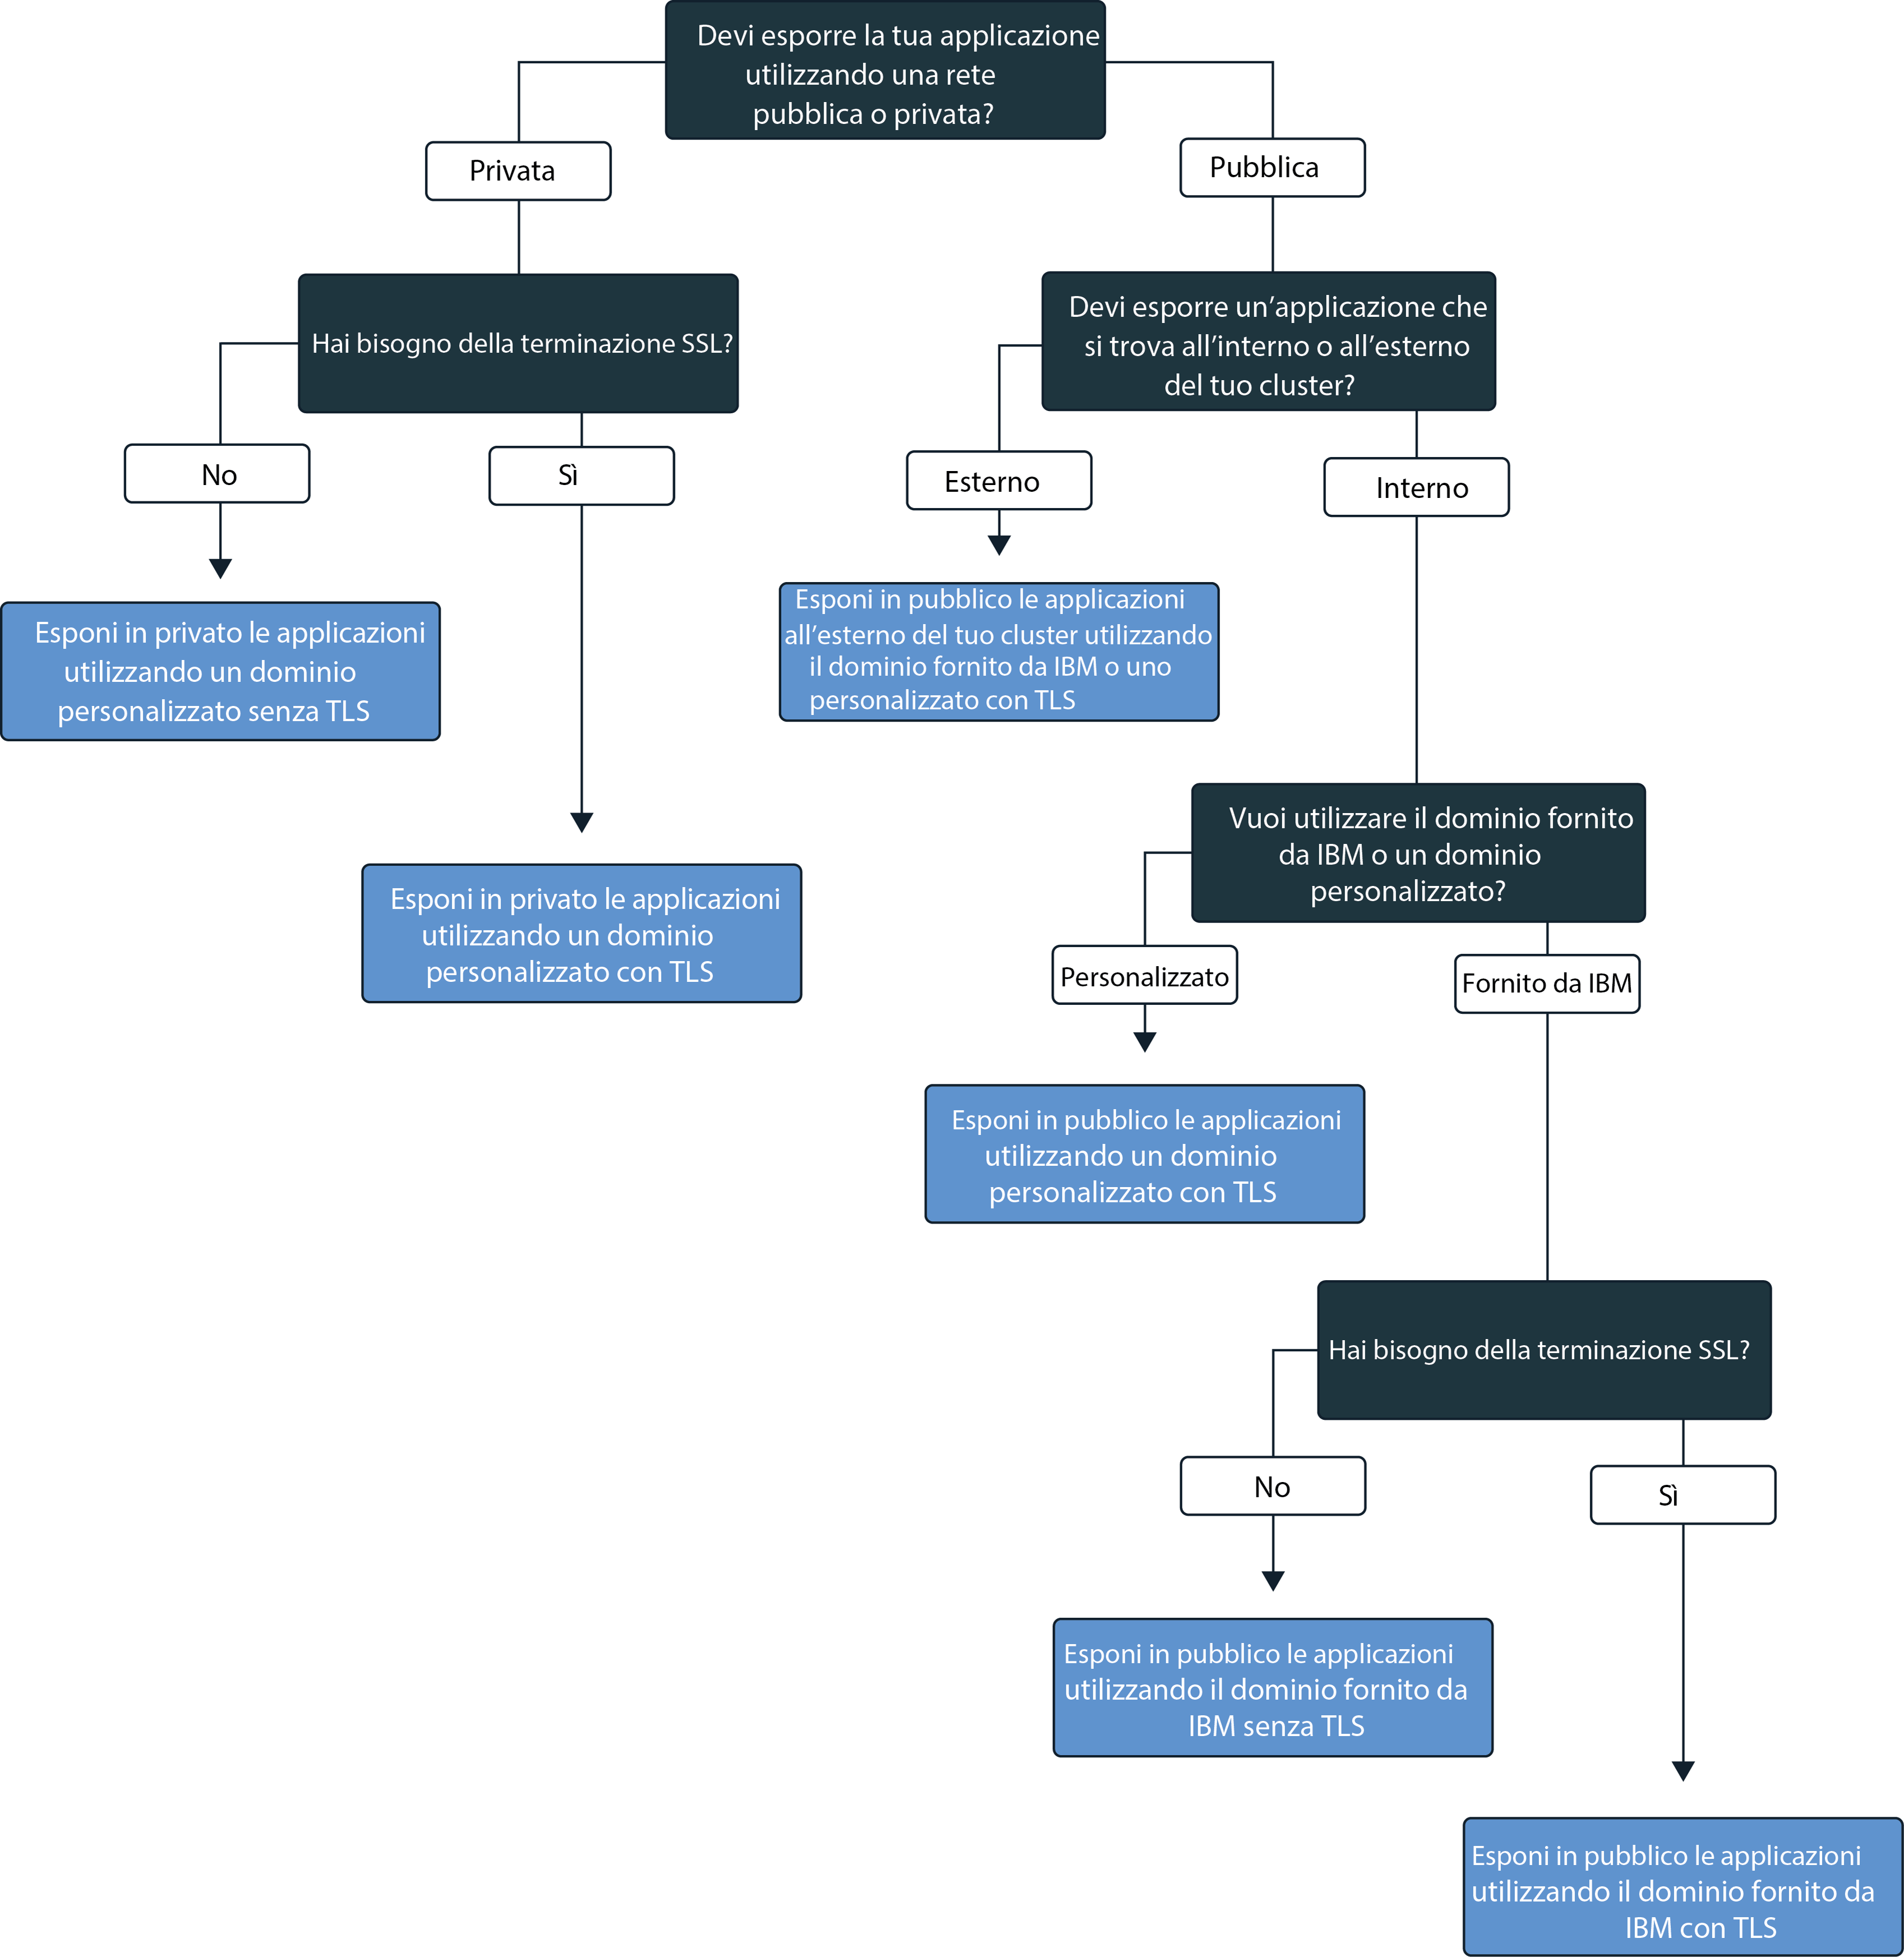 Devi esporre la tua applicazione
utilizzando una rete
pubblica o privata?
Privata
Pubblica
Hai bisogno della terminazione SSL?
Devi esporre un’applicazione che
si trova all’interno o all’esterno
del tuo cluster?
No
Sì
Esterno
Interno
Esponi in privato le applicazioni
utilizzando un dominio
personalizzato senza TLS
Esponi in pubblico le applicazioni
all’esterno del tuo cluster utilizzando
il dominio fornito da IBM o uno
personalizzato con TLS
Esponi in privato le applicazioni
utilizzando un dominio
personalizzato con TLS
Vuoi utilizzare il dominio fornito
da IBM o un dominio
personalizzato?
Personalizzato
Fornito da IBM
Esponi in pubblico le applicazioni
utilizzando un dominio
personalizzato con TLS
Hai bisogno della terminazione SSL?
No
Sì
Esponi in pubblico le applicazioni
utilizzando il dominio fornito da
IBM senza TLS
Esponi in pubblico le applicazioni
utilizzando il dominio fornito da
IBM con TLS